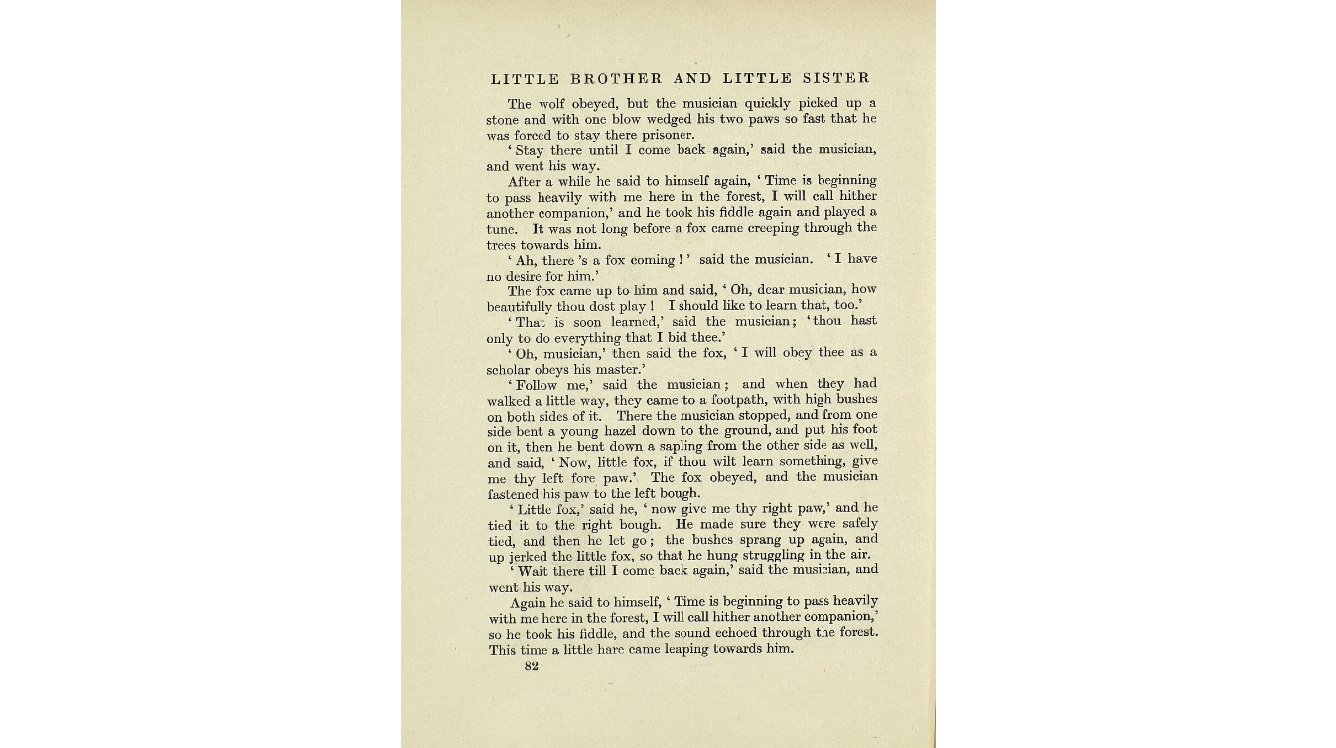 LITTLE BROTHER AND LITTLE SISTER
The wolf obeyed, but the musician quickly picked up a
stone and with one blow wedged his two paws so fast that he
was forced to stay there prisoner.
‘ Stay there until I come back again,’ said the musician,
and went his way.
After a while he said to himself again, ‘ Time is beginning
to pass heavily with me here in the forest, I will call hither
another companion,’ and he took his fiddle again and played a
tune. It was not long before a fox came creeping through the
trees towards him.
‘ Ah, there ’s a fox coming ! ’ said the musician. ‘ I have
no desire for him.’
The fox came up to him and said, ‘ Oh, dear musician, how
beautifully thou dost play ! I should like to learn that, too.’
‘ That is soon learned,’ said the musician ; ‘ thou hast
only to do everything that I bid thee.’
‘ Oh, musician,’ then said the fox, ‘ I will obey thee as a
scholar obeys his master.’
‘ Follow me,’ said the musician ; and when they had
walked a little way, they came to a footpath, with high bushes
on both sides of it. There the musician stopped, and from one
side bent a young hazel down to the ground, and put his foot
on it, then he bent down a sapling from the other side as well,
and said, ‘ Now, little fox, if thou wilt learn something, give
me thy left fore paw.’ The fox obeyed, and the musician
fastened his paw to the left bough.
‘ Little fox,’ said he, ‘ now give me thy right paw,’ and he
tied it to the right bough. He made sure they were safely
tied, and then he let go ; the bushes sprang up again, and
up jerked the little fox, so that he hung struggling in the air.
‘ Wait there till I come back again,’ said the musician, and
went his way.
Again he said to himself, ‘ Time is beginning to pass heavily
with me here in the forest, I will call hither another companion,’
so he took his fiddle, and the sound echoed through the forest.
This time a little hare came leaping towards him.
82